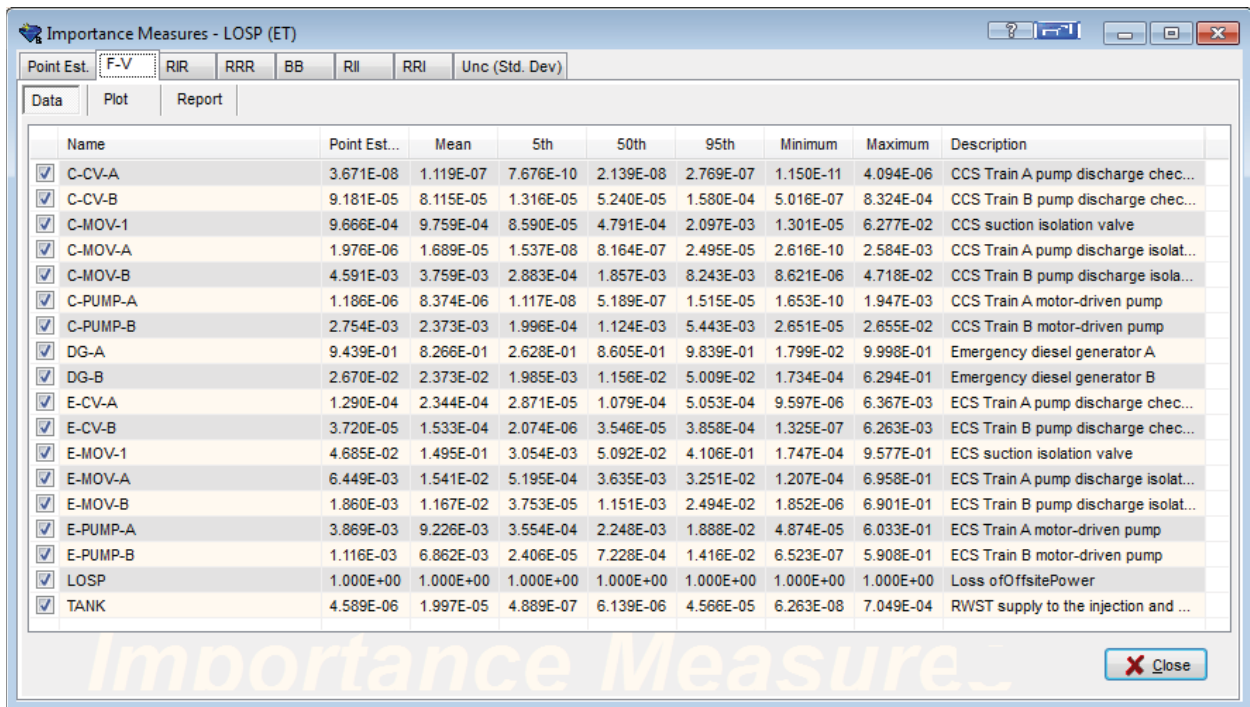 Importance Measures - LOSP (ET)
Point Est. F-V RIR RRR BB RII RRI Unc (Std. Dev)
Data Plot Report
Name Point Est... Mean 5th 50th 95th Minimum Maximum Description
C-CV-A 3.671E-08 1.119E-07 7.676E-10 2.139E-08 2.769E-07 1.150E-11 4.094E-06 CCS Train A pump discharge chec...
C-CV-B 9.181E-05 8.115E-05 1.316E-05 5.240E-05 1.580E-04 5.016E-07 8.324E-04 CCS Train B pump discharge chec...
C-MOV-1 9.666E-04 9.759E-04 8.590E-05 4.791E-04 2.097E-03 1.301E-05 6.277E-02 CCS suction isolation valve
C-MOV-A 1.976E-06 1.689E-05 1.537E-08 8.164E-07 2.495E-05 2.616E-10 2.584E-03 CCS Train A pump discharge isolat...
C-MOV-B 4.591E-03 3.759E-03 2.883E-04 1.857E-03 8.243E-03 8.621E-06 4.718E-02 CCS Train B pump discharge isola...
C-PUMP-A 1.186E-06 8.374E-06 1.117E-08 5.189E-07 1.515E-05 1.653E-10 1.947E-03 CCS Train A motor-driven pump
C-PUMP-B 2.754E-03 2.373E-03 1.996E-04 1.124E-03 5.443E-03 2.651E-05 2.655E-02 CCS Train B motor-driven pump
DG-A 9.439E-01 8.266E-01 2.628E-01 8.605E-01 9.839E-01 1.799E-02 9.998E-01 Emergency diesel generator A
DG-B 2.670E-02 2.373E-02 1.985E-03 1.156E-02 5.009E-02 1.734E-04 6.294E-01 Emergency diesel generator B
E-CV-A 1.290E-04 2.344E-04 2.871E-05 1.079E-04 5.053E-04 9.597E-06 6.367E-03 ECS Train A pump discharge chec...
E-CV-B 3.720E-05 1.533E-04 2.074E-06 3.546E-05 3.858E-04 1.325E-07 6.263E-03 ECS Train B pump discharge chec...
E-MOV-1 4.685E-02 1.495E-01 3.054E-03 5.092E-02 4.106E-01 1.747E-04 9.577E-01 ECS suction isolation valve
E-MOV-A 6.449E-03 1.541E-02 5.195E-04 3.635E-03 3.251E-02 1.207E-04 6.958E-01 ECS Train A pump discharge isolat...
E-MOV-B 1.860E-03 1.167E-02 3.753E-05 1.151E-03 2.494E-02 1.852E-06 6.901E-01 ECS Train B pump discharge isolat...
E-PUMP-A 3.869E-03 9.226E-03 3.554E-04 2.248E-03 1.888E-02 4.874E-05 6.033E-01 ECS Train A motor-driven pump
E-PUMP-B 1.116E-03 6.862E-03 2.406E-05 7.228E-04 1.416E-02 6.523E-07 5.908E-01 ECS Train B motor-driven pump
LOSP 1.000E+00 1.000E+00 1.000E+00 1.000E+00 1.000E+00 1.000E+00 1.000E+00 Loss ofOffsitePower
TANK 4.589E-06 1.997E-05 4.889E-07 6.139E-06 4.566E-05 6.263E-08 7.049E-04 RWST supply to the injection and ...
Importance Measures
Close